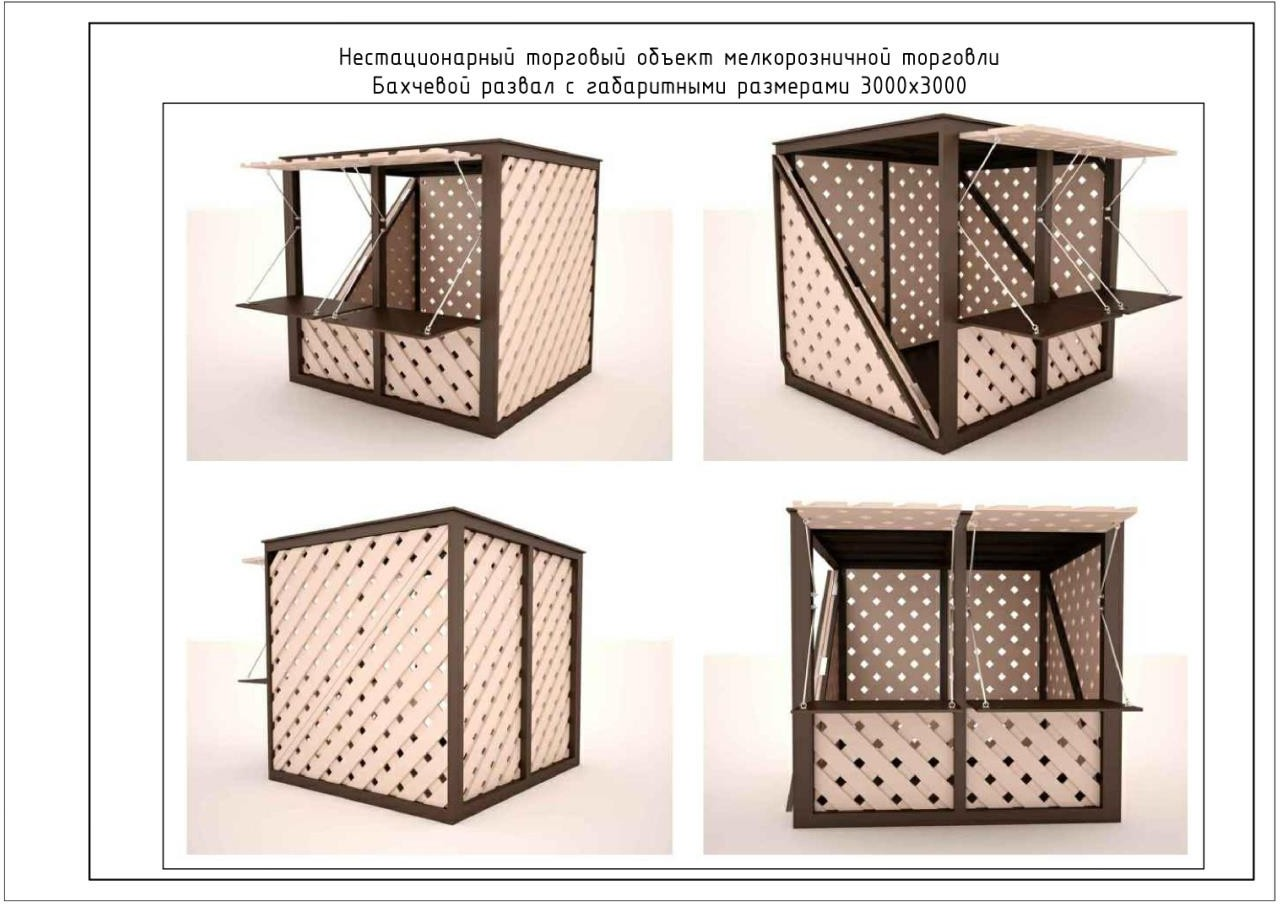 Нестационарный торговый объект мелкорозничной торговли
Бахчевой развал с габаритными размерами 3000х3000